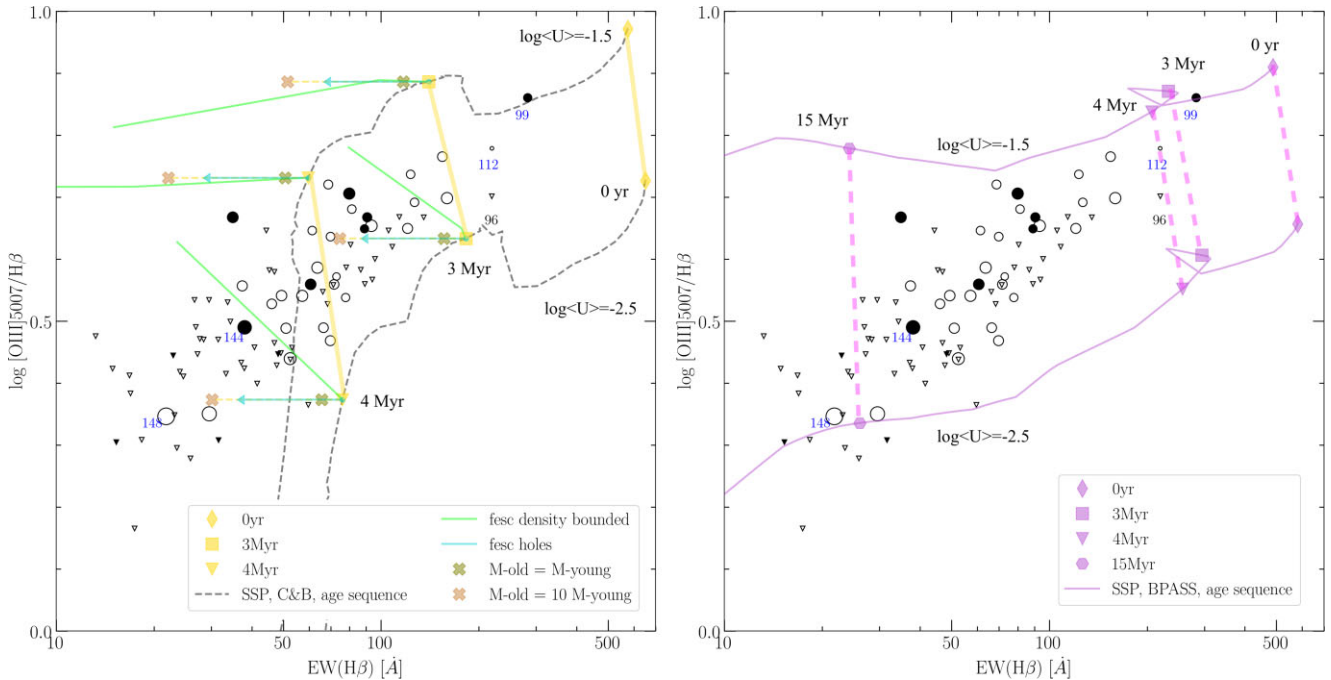 log<U>=-1.5
99
112
96
0 yr
3 Myr
log<U>=-2.5
144
4 Myr
148
0yr
3Myr
4Myr
SSP, C&B, age sequence
fesc density bounded
fesc holes
M-old = M-young
M-old = 10 M-young
1.0
0.5
0.0
log [OIII]5007/Hβ
10
20
50
100
200
500
EW(Hβ) [Å]
0 yr
3 Myr
4 Myr
99
15 Myr
log<U>=-1.5
112
96
144
148
log<U>=-2.5
0yr
3Myr
4Myr
15Myr
SSP, BPASS, age sequence
1.0
0.5
0.0
log [OIII]5007/Hβ
10
20
50
100
200
500
EW(Hβ) [Å]